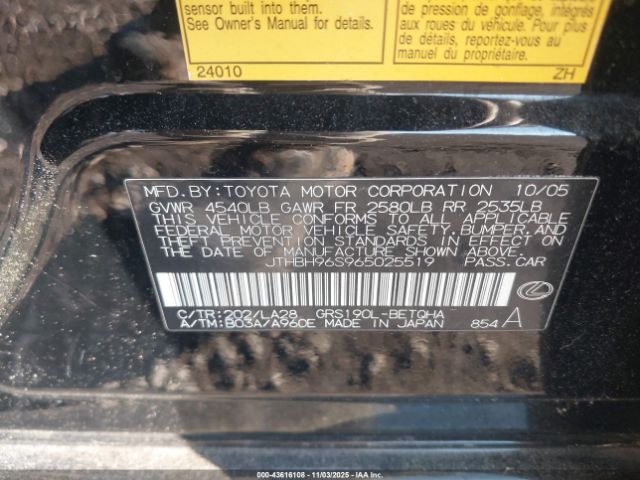 sensor built into them.
See Owner's Manual for details.
24010
de pression de gonflage, intégrés
aux roues du véhicule. Pour plus
de détails, reportez-vous au
manuel du propriétaire.
ZH
MFD. BY: TOYOTA MOTOR CORPORATION 10/05
GVWR 4540LB GAWR FR 2580LB RR 2535LB
THIS VEHICLE CONFORMS TO ALL APPLICABLE
FEDERAL MOTOR VEHICLE SAFETY, BUMPER, AND
THEFT PREVENTION STANDARDS IN EFFECT ON
THE DATE OF MANUFACTURE SHOWN ABOVE.
JTHBH96S965025519 PASS.CAR
C/TR: 202/LA28 GRS190L-BETQHA
A/TM: B03A/A960E MADE IN JAPAN 854 A
000-43616108 - 11/03/2025 - IAAHC